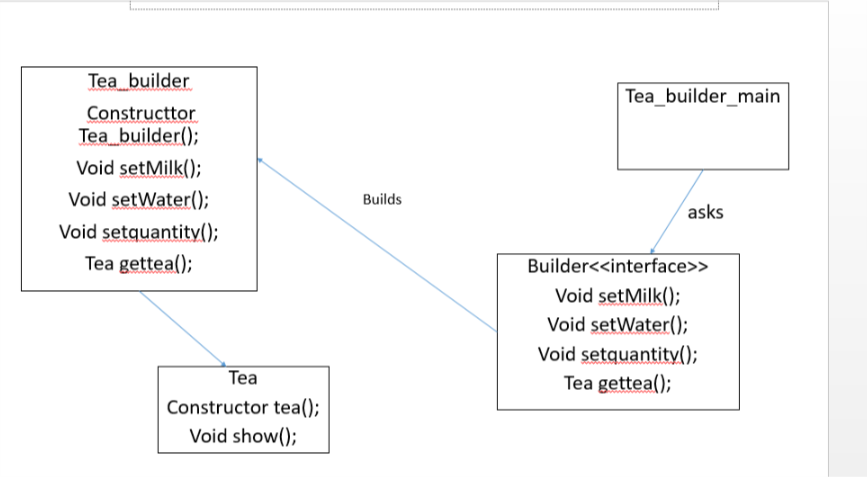 Tea_builder
Constructtor
Tea_builder();
Void setMilk();
Void setWater();
Void setquantity();
Tea gettea();
Tea_builder_main
Builds
asks
Builder<<interface>>
Void setMilk();
Void setWater();
Void setquantity();
Tea gettea();
Tea
Constructor tea();
Void show();